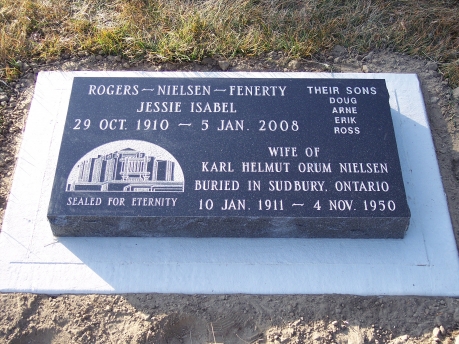 ROGERS ~ NIELSEN ~ FENERTY
JESSIE ISABEL
29 OCT. 1910 ~ 5 JAN. 2008
THEIR SONS
DOUG
ARNE
ERIK
ROSS
WIFE OF
KARL HELMUT ORUM NIELSEN
BURIED IN SUDBURY, ONTARIO
10 JAN. 1911 ~ 4 NOV. 1950
SEALED FOR ETERNITY